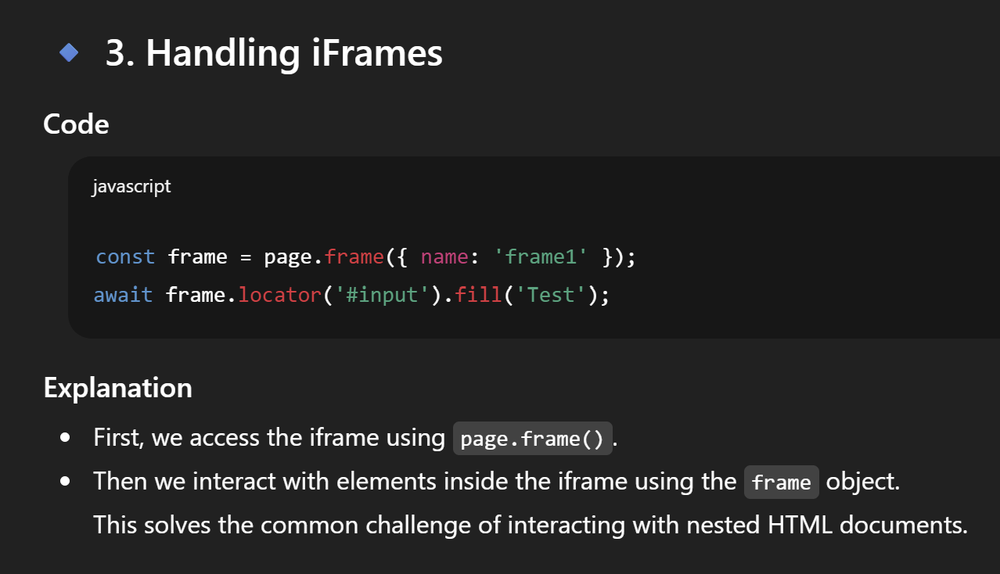 3. Handling iFrames
Code
javascript
const frame = page.frame({ name: 'frame1' });
await frame.locator('#input').fill('Test');
Explanation
First, we access the iframe using page.frame().
Then we interact with elements inside the iframe using the frame object.
This solves the common challenge of interacting with nested HTML documents.